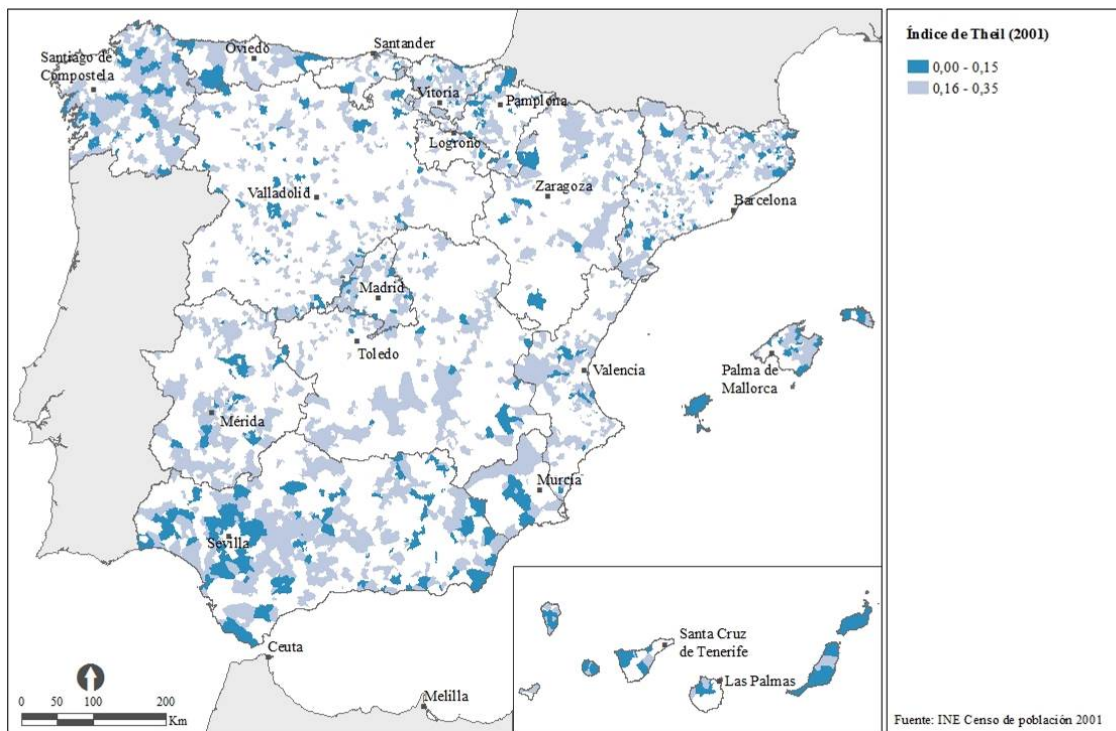 Santiago de
Compostela
Oviedo
Santander
Vitoria
Pamplona
Logroño
Valladolid
Zaragoza
Barcelona
Madrid
Toledo
Valencia
Palma de
Mallorca
Mérida
Murcia
Sevilla
Ceuta
Melilla
Santa Cruz
de Tenerife
Las Palmas
0 50 100 200
Km
Índice de Theil (2001)
0,00 - 0,15
0,16 - 0,35
Fuente: INE Censo de población 2001